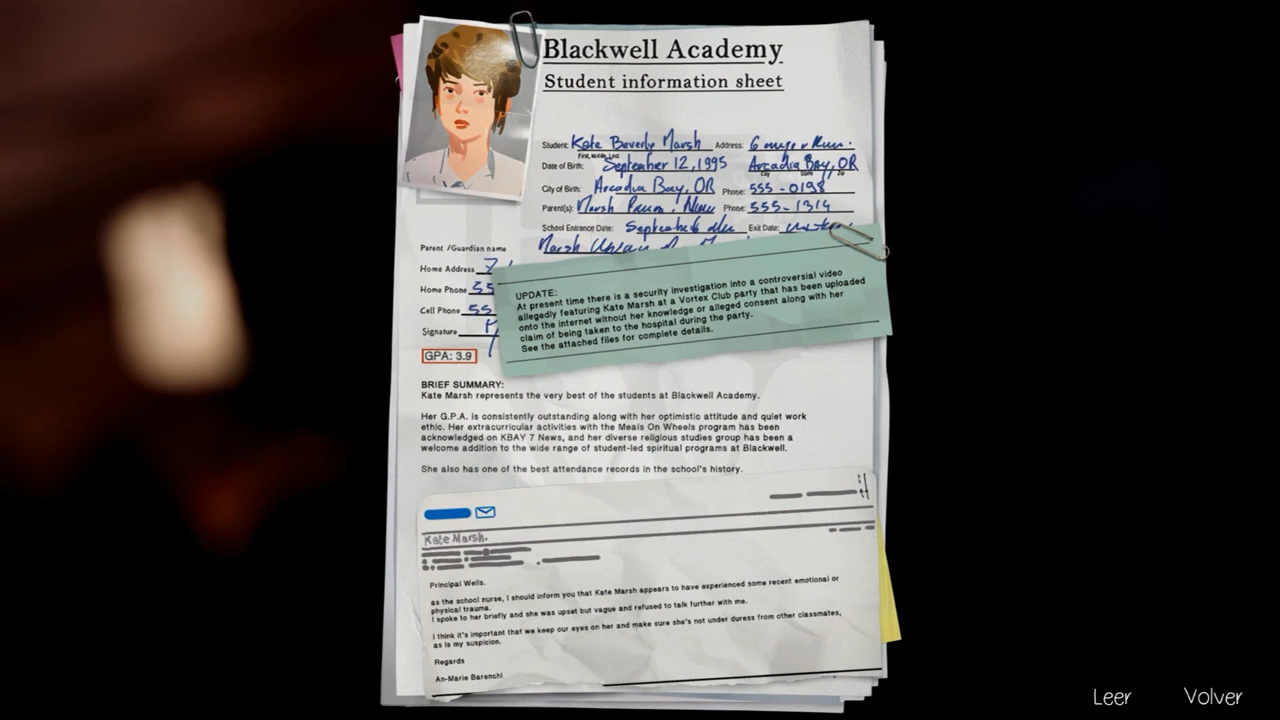 Blackwell Academy
Student information sheet
Student: Kate Beverly Marsh Address: 6
First, Middle, Last
Date of Birth: September 12, 1995 Arcadia Bay, OR
City of Birth: Arcadia Bay, OR Phone: 555-0198
Parent(s): Marsh Phone: 555-1314
School Entrance Date: Exit Date:
Parent /Guardian name Marsh
Home Address
Home Phone 55
Cell Phone 55
Signature
GPA: 3.9
UPDATE:
At present time there is a security investigation into a controversial video
allegedly featuring Kate Marsh at a Vortex Club party that has been uploaded
onto the internet without her knowledge or alleged consent along with her
claim of being taken to the hospital during the party.
See the attached files for complete details.
BRIEF SUMMARY:
Kate Marsh represents the very best of the students at Blackwell Academy.
Her G.P.A. is consistently outstanding along with her optimistic attitude and quiet work
ethic. Her extracurricular activities with the Meals On Wheels program has been
acknowledged on KBAY 7 News, and her diverse religious studies group has been a
welcome addition to the wide range of student-led spiritual programs at Blackwell.
She also has one of the best attendance records in the school's history.
Kate Marsh.
Principal Wells.
as the school nurse, I should inform you that Kate Marsh appears to have experienced some recent emotional or
physical trauma.
I spoke to her briefly and she was upset but vague and refused to talk further with me.
I think it's important that we keep our eyes on her and make sure she's not under duress from other classmates,
as is my suspicion.
Regards
An-Marie Barenchi
Leer Volver